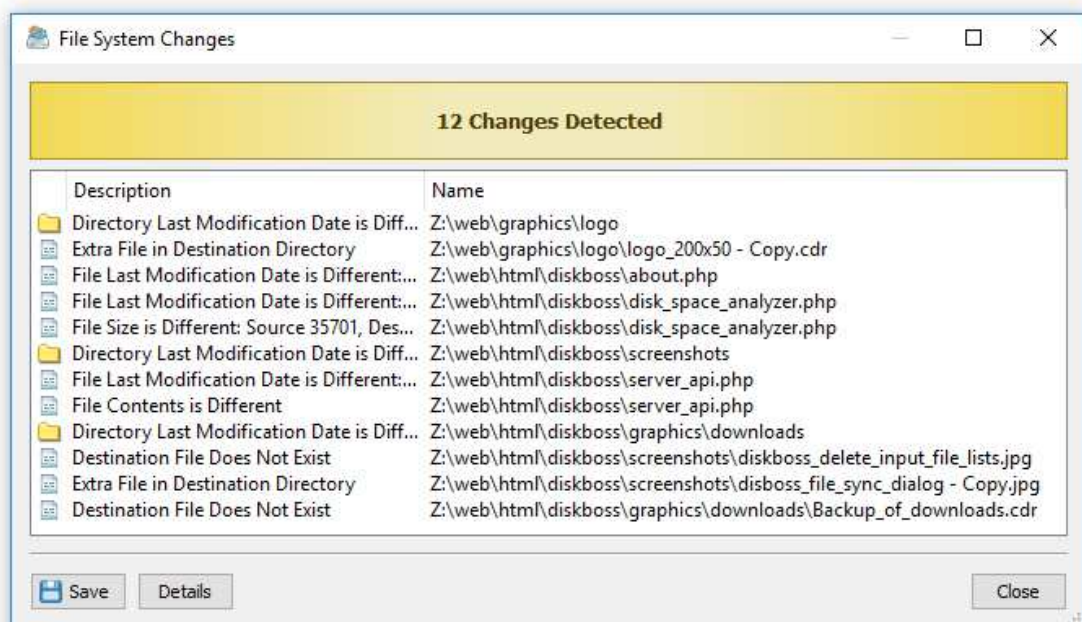 File System Changes
12 Changes Detected
Description Name
Directory Last Modification Date is Diff... Z:\web\graphics\logo
Extra File in Destination Directory Z:\web\graphics\logo\logo_200x50 - Copy.cdr
File Last Modification Date is Different:... Z:\web\html\diskboss\about.php
File Last Modification Date is Different:... Z:\web\html\diskboss\disk_space_analyzer.php
File Size is Different: Source 35701, Des... Z:\web\html\diskboss\disk_space_analyzer.php
Directory Last Modification Date is Diff... Z:\web\html\diskboss\screenshots
File Last Modification Date is Different:... Z:\web\html\diskboss\server_api.php
File Contents is Different Z:\web\html\diskboss\server_api.php
Directory Last Modification Date is Diff... Z:\web\html\diskboss\graphics\downloads
Destination File Does Not Exist Z:\web\html\diskboss\screenshots\diskboss_delete_input_file_lists.jpg
Extra File in Destination Directory Z:\web\html\diskboss\screenshots\disboss_file_sync_dialog - Copy.jpg
Destination File Does Not Exist Z:\web\html\diskboss\graphics\downloads\Backup_of_downloads.cdr
Save Details Close